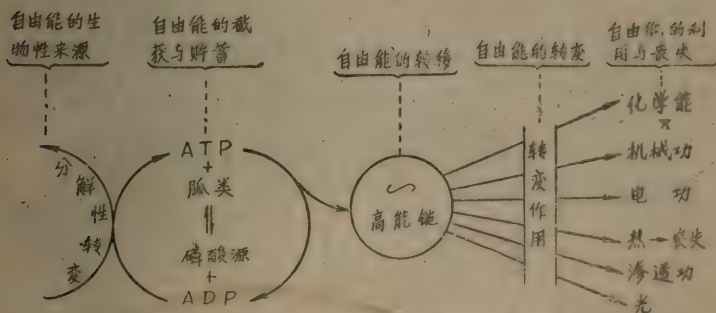 自由能的生
物性来源
自由能的截
获与贮蓄
自由能的转移
自由能的转变
自由能的利
用与丧失
分解性转变
ATP
+
胍类
磷酸源
+
ADP
~
高能键
转变作用
化学能
机械功
电 功
热→丧失
渗透功
光